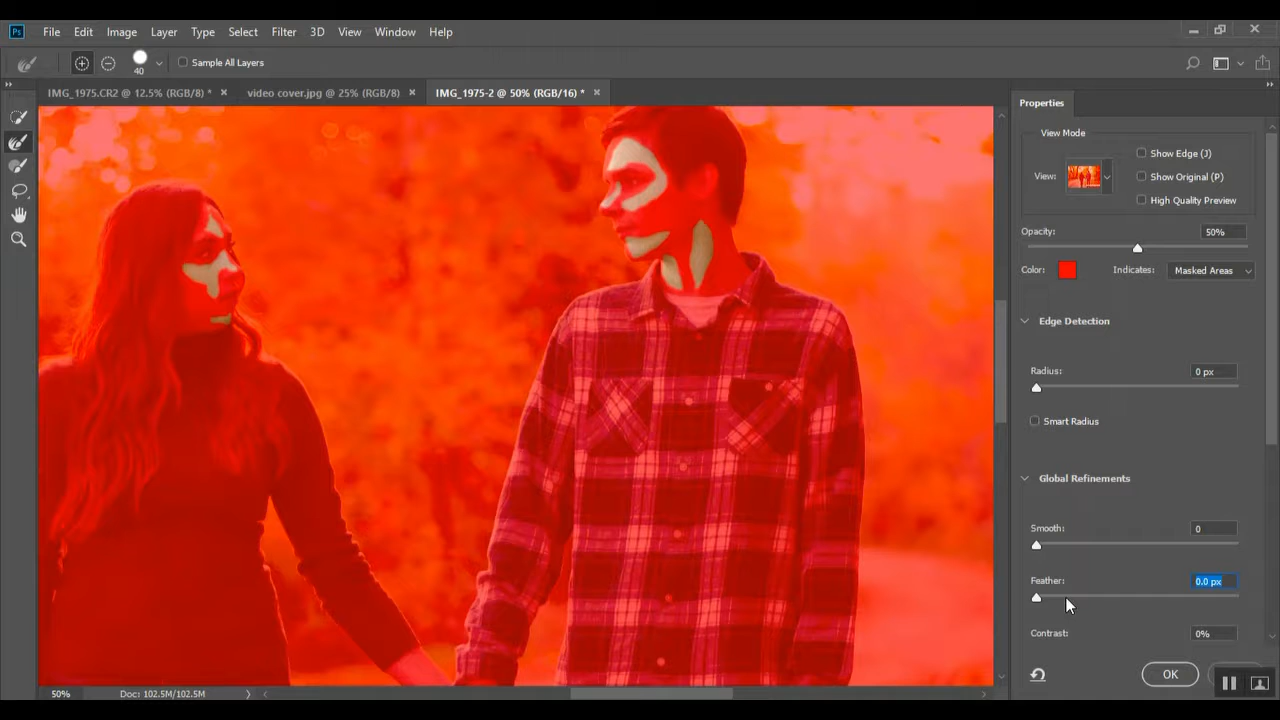 Ps File Edit Image Layer Type Select Filter 3D View Window Help
40 Sample All Layers
IMG_1975.CR2 @ 12.5% (RGB/8) * × video cover.jpg @ 25% (RGB/8) × IMG_1975-2 @ 50% (RGB/16) * ×
Properties
View Mode
Show Edge (J)
View: Show Original (P)
High Quality Preview
Opacity: 50%
Color: Indicates: Masked Areas
Edge Detection
Radius: 0 px
Smart Radius
Global Refinements
Smooth: 0
Feather: 0.0 px
Contrast: 0%
OK
50% Doc: 102.5M/102.5M